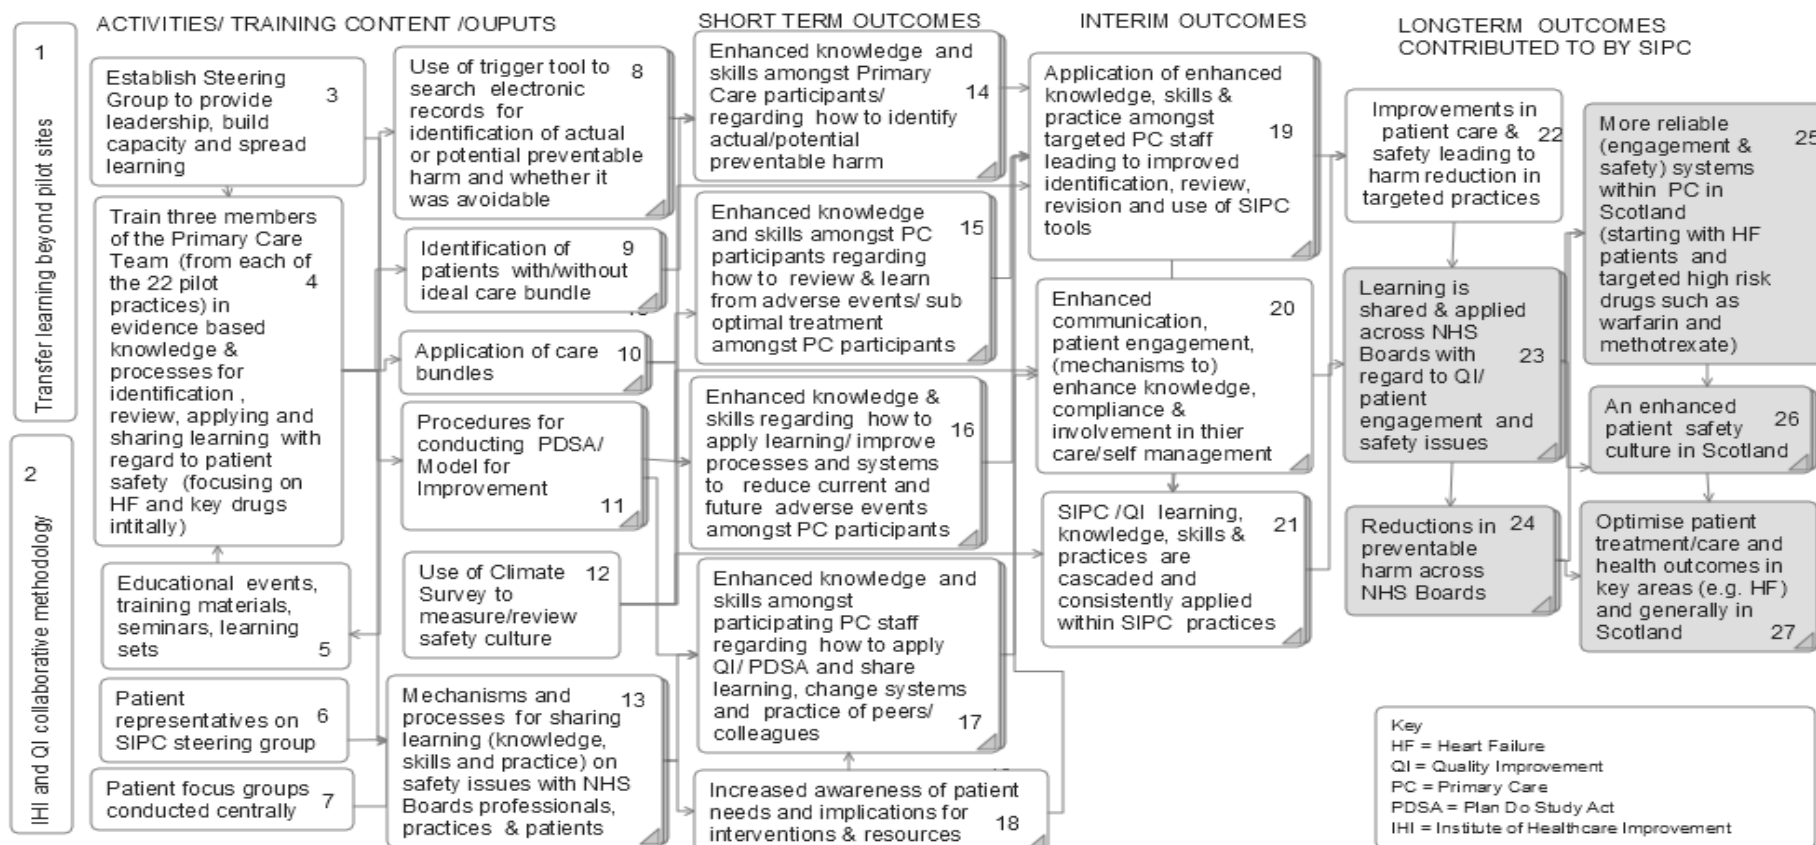 ACTIVITIES/ TRAINING CONTENT /OUPUTS
SHORT TERM OUTCOMES
INTERIM OUTCOMES
LONGTERM OUTCOMES
CONTRIBUTED TO BY SIPC
1
Transfer learning beyond pilot sites
2
IHI and QI collaborative methodology
Establish Steering
Group to provide
leadership, build
capacity and spread
learning
3
Train three members
of the Primary Care
Team (from each of
the 22 pilot
practices) in
evidence based
knowledge &
processes for
identification ,
review, applying and
sharing learning with
regard to patient
safety (focusing on
HF and key drugs
intitally)
4
Educational events,
training materials,
seminars, learning
sets
5
Patient
representatives on
SIPC steering group
6
Patient focus groups
conducted centrally
7
Use of trigger tool to
search electronic
records for
identification of actual
or potential preventable
harm and whether it
was avoidable
8
Identification of
patients with/without
ideal care bundle
9
Application of care
bundles
10
Procedures for
conducting PDSA/
Model for
Improvement
11
Use of Climate
Survey to
measure/review
safety culture
12
Mechanisms and
processes for sharing
learning (knowledge,
skills and practice) on
safety issues with NHS
Boards professionals,
practices & patients
13
Enhanced knowledge and
skills amongst Primary
Care participants/
regarding how to identify
actual/potential
preventable harm
14
Enhanced knowledge
and skills amongst PC
participants regarding
how to review & learn
from adverse events/ sub
optimal treatment
amongst PC participants
15
Enhanced knowledge &
skills regarding how to
apply learning/ improve
processes and systems
to reduce current and
future adverse events
amongst PC participants
16
Enhanced knowledge and
skills amongst
participating PC staff
regarding how to apply
QI/ PDSA and share
learning, change systems
and practice of peers/
colleagues
17
Increased awareness of patient
needs and implications for
interventions & resources
18
Application of enhanced
knowledge, skills &
practice amongst
targeted PC staff
leading to improved
identification, review,
revision and use of SIPC
tools
19
Enhanced
communication,
patient engagement,
(mechanisms to)
enhance knowledge,
compliance &
involvement in thier
care/self management
20
SIPC /QI learning,
knowledge, skills &
practices are
cascaded and
consistently applied
within SIPC practices
21
Improvements in
patient care &
safety leading to
harm reduction in
targeted practices
22
Learning is
shared & applied
across NHS
Boards with
regard to QI/
patient
engagement and
safety issues
23
Reductions in
preventable
harm across
NHS Boards
24
More reliable
(engagement &
safety) systems
within PC in
Scotland
(starting with HF
patients and
targeted high risk
drugs such as
warfarin and
methotrexate)
25
An enhanced
patient safety
culture in Scotland
26
Optimise patient
treatment/care and
health outcomes in
key areas (e.g. HF)
and generally in
Scotland
27
Key
HF = Heart Failure
QI = Quality Improvement
PC = Primary Care
PDSA = Plan Do Study Act
IHI = Institute of Healthcare Improvement